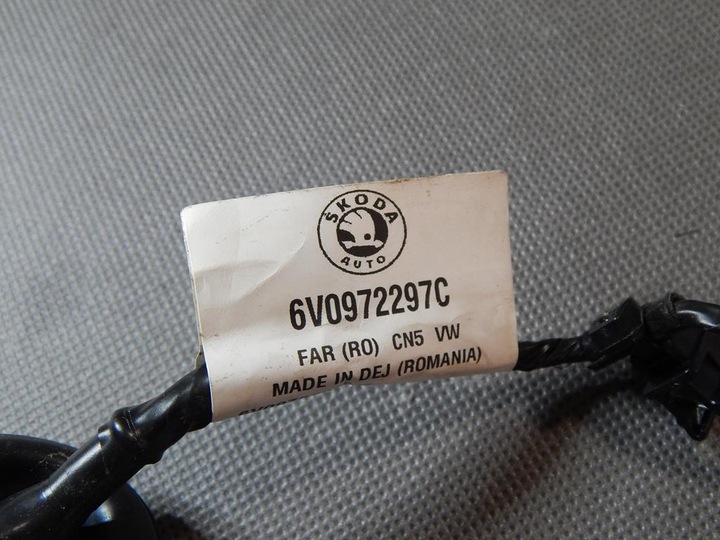 ŠKODA
AUTO
6V0972297C
FAR (RO) CN5 VW
MADE IN DEJ (ROMANIA)